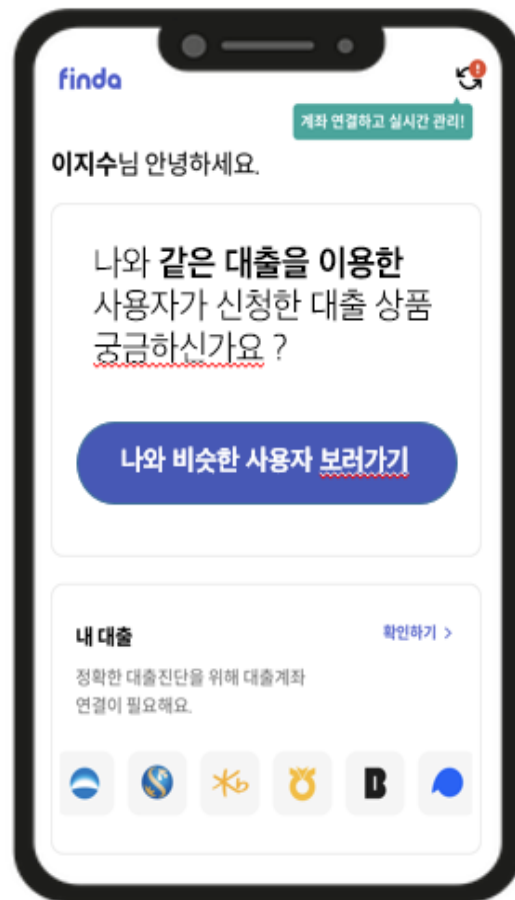 finda
계좌 연결하고 실시간 관리!
이지수님 안녕하세요.
나와 같은 대출을 이용한
사용자가 신청한 대출 상품
궁금하신가요 ?
나와 비슷한 사용자 보러가기
내 대출
확인하기 >
정확한 대출진단을 위해 대출계좌
연결이 필요해요.